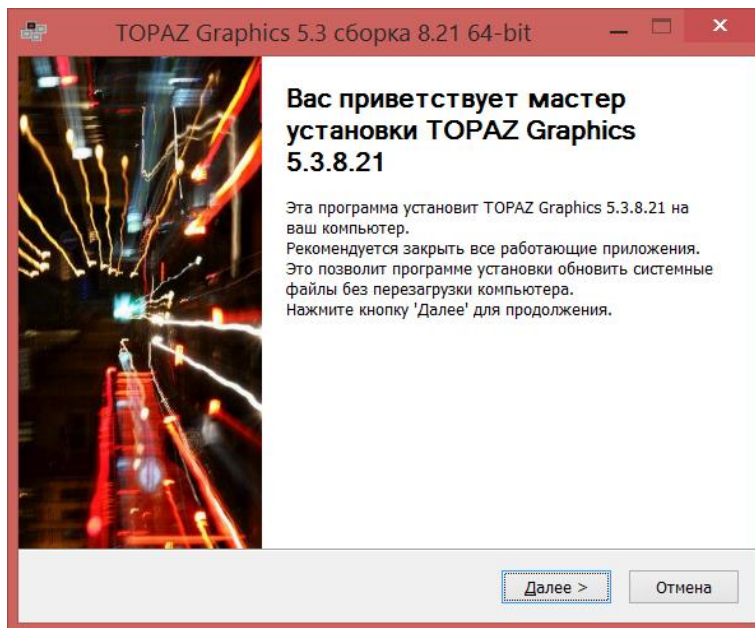 TOPAZ Graphics 5.3 сборка 8.21 64-bit
Вас приветствует мастер
установки TOPAZ Graphics
5.3.8.21
Эта программа установит TOPAZ Graphics 5.3.8.21 на
ваш компьютер.
Рекомендуется закрыть все работающие приложения.
Это позволит программе установки обновить системные
файлы без перезагрузки компьютера.
Нажмите кнопку 'Далее' для продолжения.
Далее >
Отмена